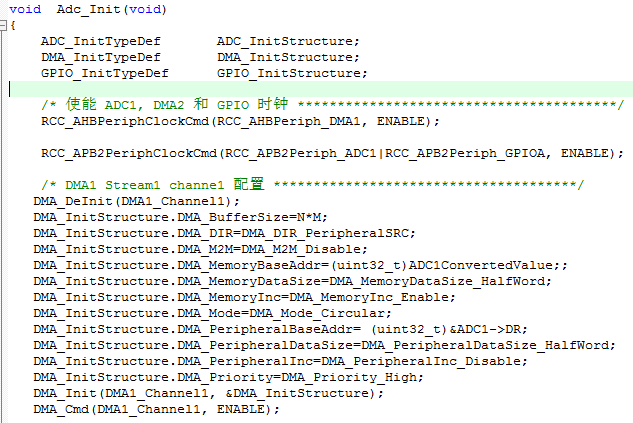 void  Adc_Init(void)
{
    ADC_InitTypeDef       ADC_InitStructure;
    DMA_InitTypeDef       DMA_InitStructure;
    GPIO_InitTypeDef      GPIO_InitStructure;
    /* 使能 ADC1, DMA2 和 GPIO 时钟 ****************************************/
    RCC_AHBPeriphClockCmd(RCC_AHBPeriph_DMA1, ENABLE);
    RCC_APB2PeriphClockCmd(RCC_APB2Periph_ADC1|RCC_APB2Periph_GPIOA, ENABLE);
    /* DMA1 Stream1 channe1 配置 **************************************/
   DMA_DeInit(DMA1_Channel1);
   DMA_InitStructure.DMA_BufferSize=N*M;
   DMA_InitStructure.DMA_DIR=DMA_DIR_PeripheralSRC;
   DMA_InitStructure.DMA_M2M=DMA_M2M_Disable;
   DMA_InitStructure.DMA_MemoryBaseAddr=(uint32_t)ADC1ConvertedValue;;
   DMA_InitStructure.DMA_MemoryDataSize=DMA_MemoryDataSize_HalfWord;
   DMA_InitStructure.DMA_MemoryInc=DMA_MemoryInc_Enable;
   DMA_InitStructure.DMA_Mode=DMA_Mode_Circular;
   DMA_InitStructure.DMA_PeripheralBaseAddr= (uint32_t)&ADC1->DR;
   DMA_InitStructure.DMA_PeripheralDataSize=DMA_PeripheralDataSize_HalfWord;
   DMA_InitStructure.DMA_PeripheralInc=DMA_PeripheralInc_Disable;
   DMA_InitStructure.DMA_Priority=DMA_Priority_High;
   DMA_Init(DMA1_Channel1, &DMA_InitStructure);
   DMA_Cmd(DMA1_Channel1, ENABLE);